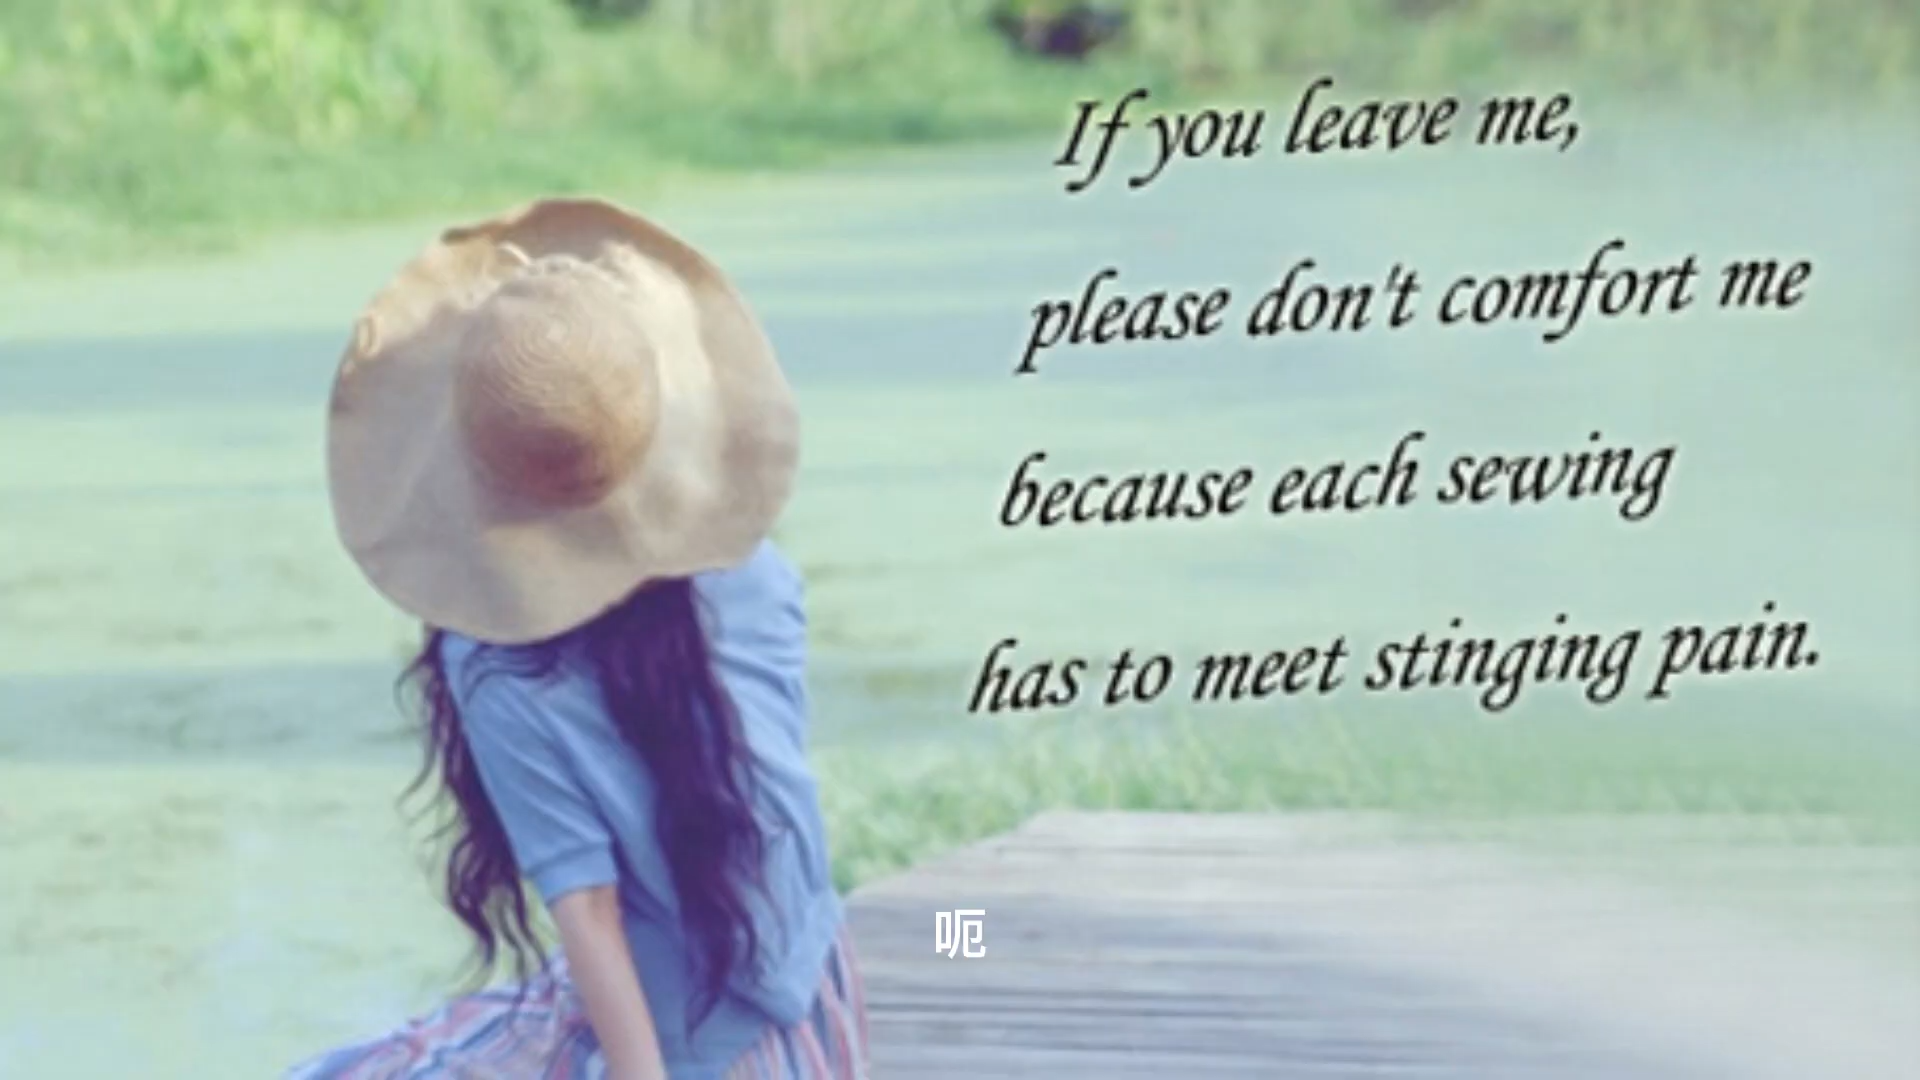 If you leave me,
please don't comfort me
because each sewing
has to meet stinging pain.
呃